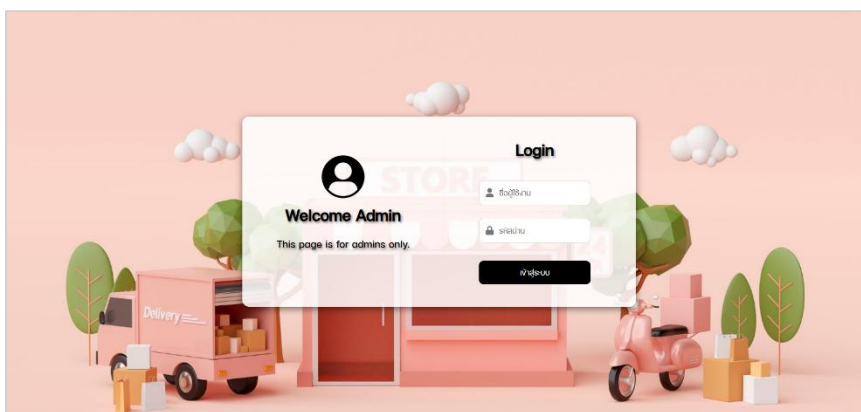 Login
STORE
ชื่อผู้ใช้งาน
Welcome Admin
This page is for admins only.
รหัสผ่าน
24
เข้าสู่ระบบ
Delivery